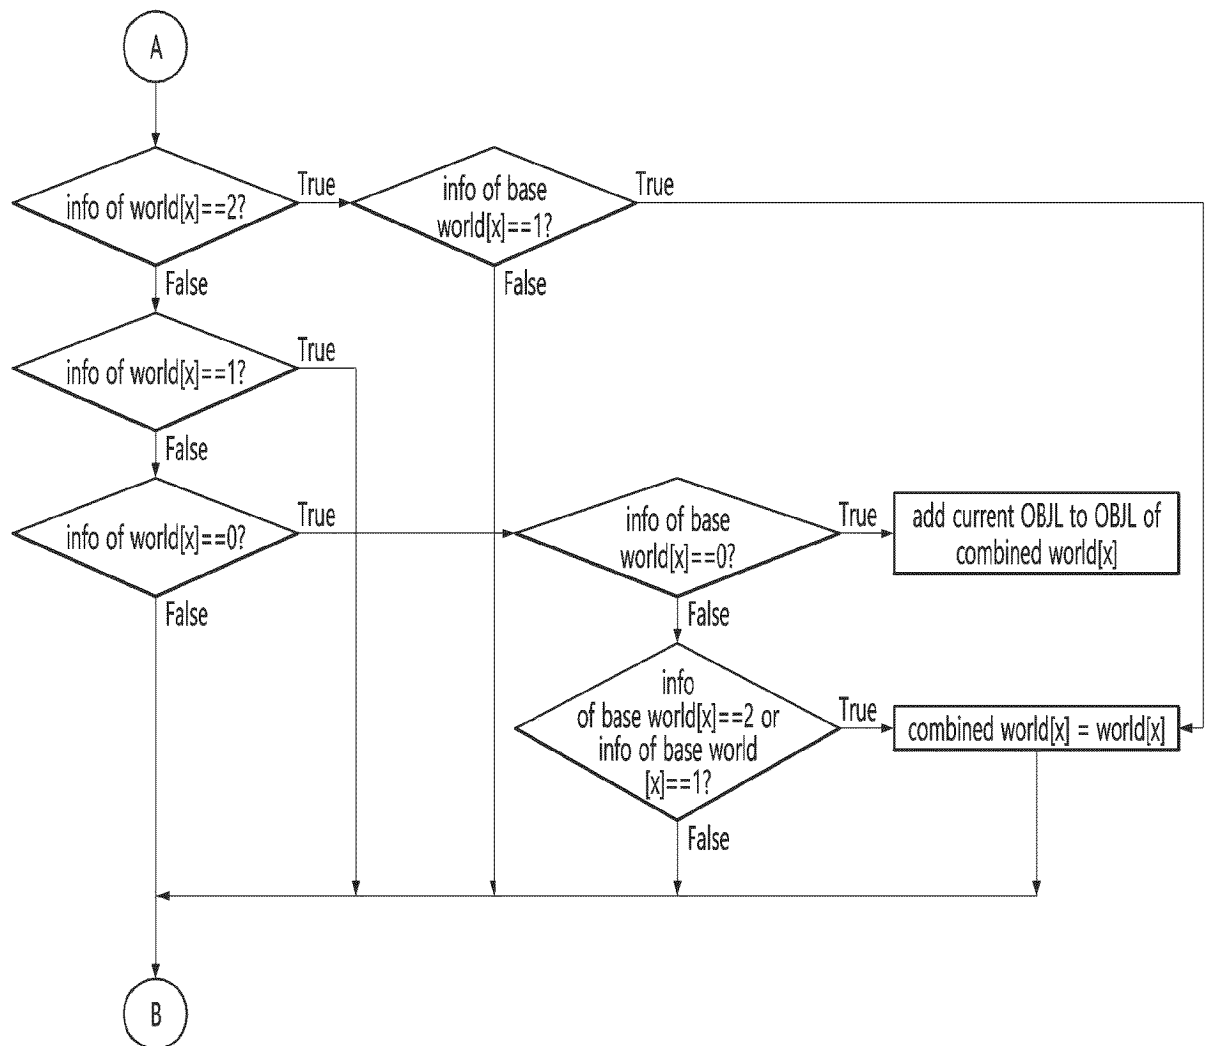 A
info of world[x]==2?
True
info of base
world[x]==1?
True
False
False
info of world[x]==1?
True
False
info of world[x]==0?
True
info of base
world[x]==0?
True
add current OBJL to OBJL of
combined world[x]
False
False
info
of base world[x]==2 or
info of base world
[x]==1?
True
combined world[x] = world[x]
False
B